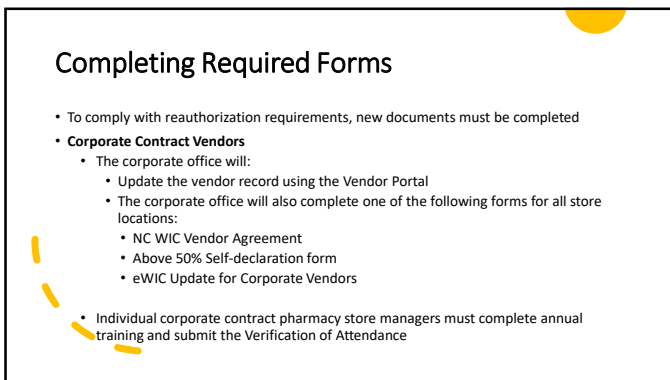 Completing Required Forms
• To comply with reauthorization requirements, new documents must be completed
• Corporate Contract Vendors
• The corporate office will:
• Update the vendor record using the Vendor Portal
• The corporate office will also complete one of the following forms for all store
locations:
• NC WIC Vendor Agreement
• Above 50% Self-declaration form
• eWIC Update for Corporate Vendors
• Individual corporate contract pharmacy store managers must complete annual
training and submit the Verification of Attendance